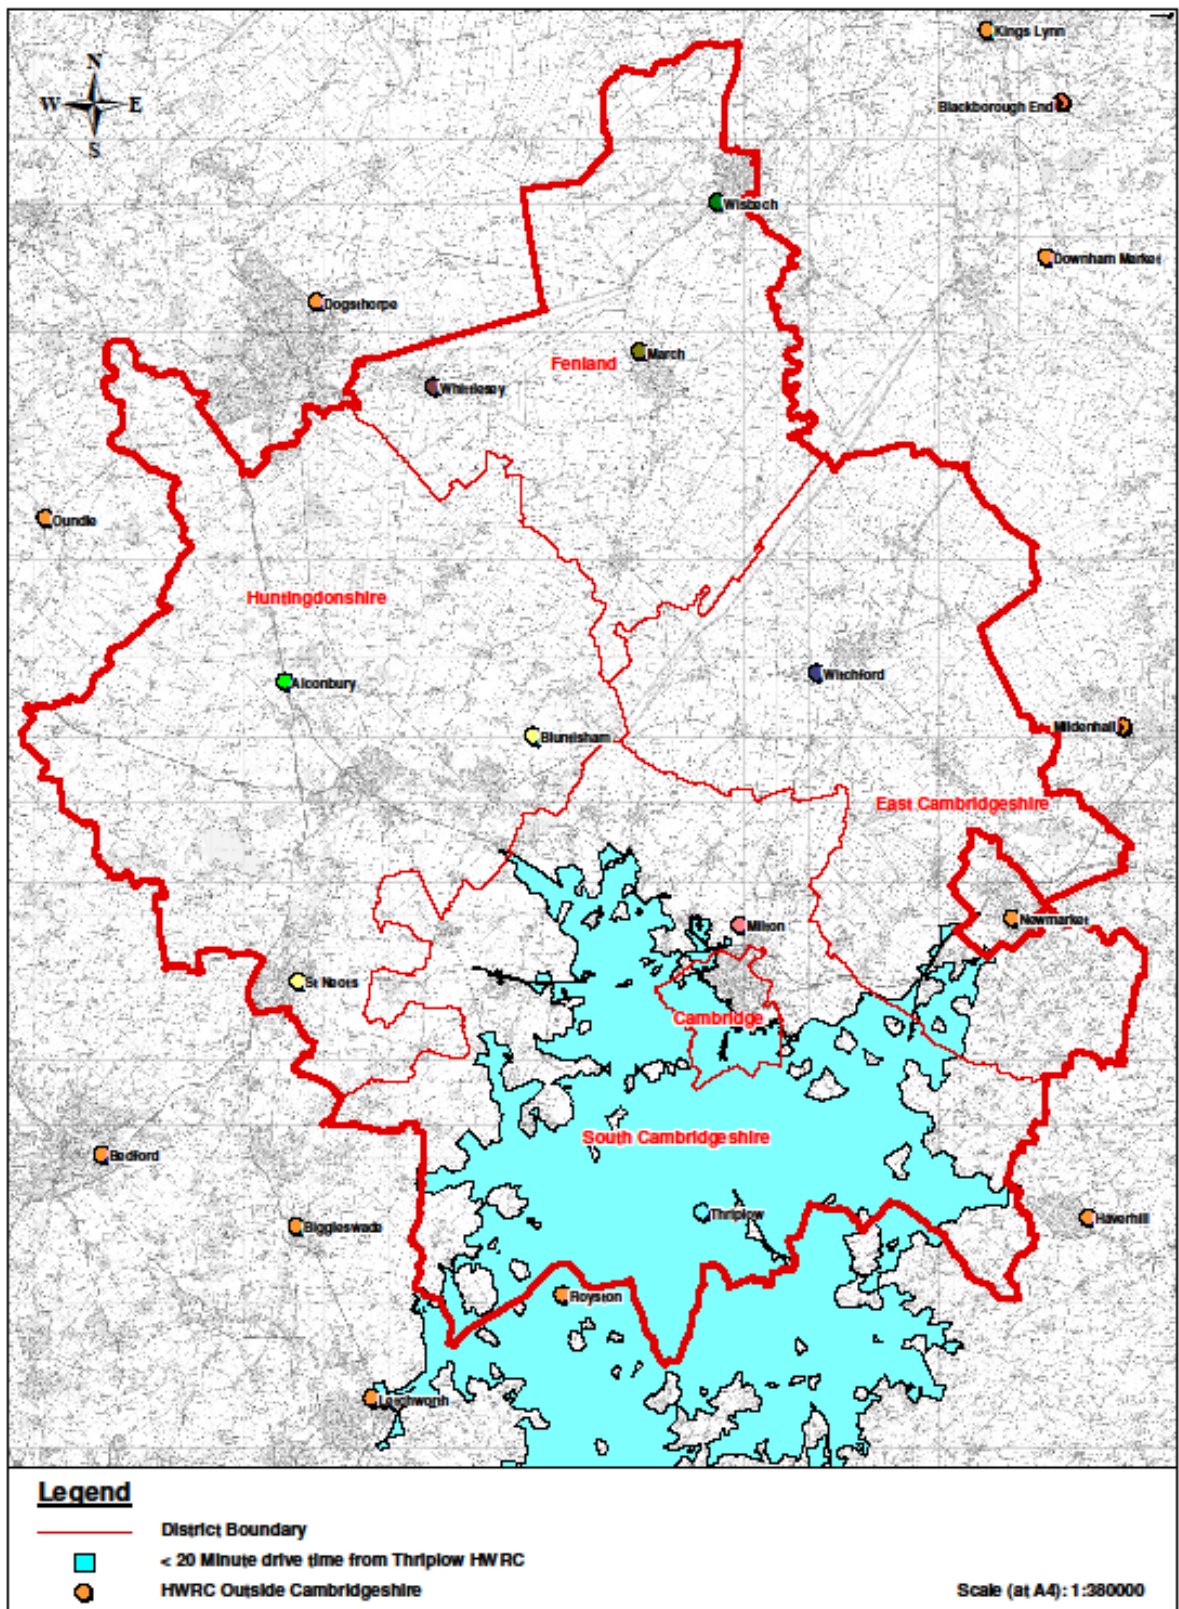 Kings Lynn
N
W E
S
Blackborough End
Wisbech
Downham Market
Dogsthorpe
Fenland
March
Whittlesey
Oundle
Huntingdonshire
Witchford
Alconbury
Mildenhall
Bluntisham
East Cambridgeshire
Newmarket
Milton
St Neots
Cambridge
South Cambridgeshire
Bedford
Thriplow
Haverhill
Biggleswade
Royston
Letchworth
Legend
District Boundary
< 20 Minute drive time from Thriplow HWRC
HWRC Outside Cambridgeshire
Scale (at A4): 1:380000